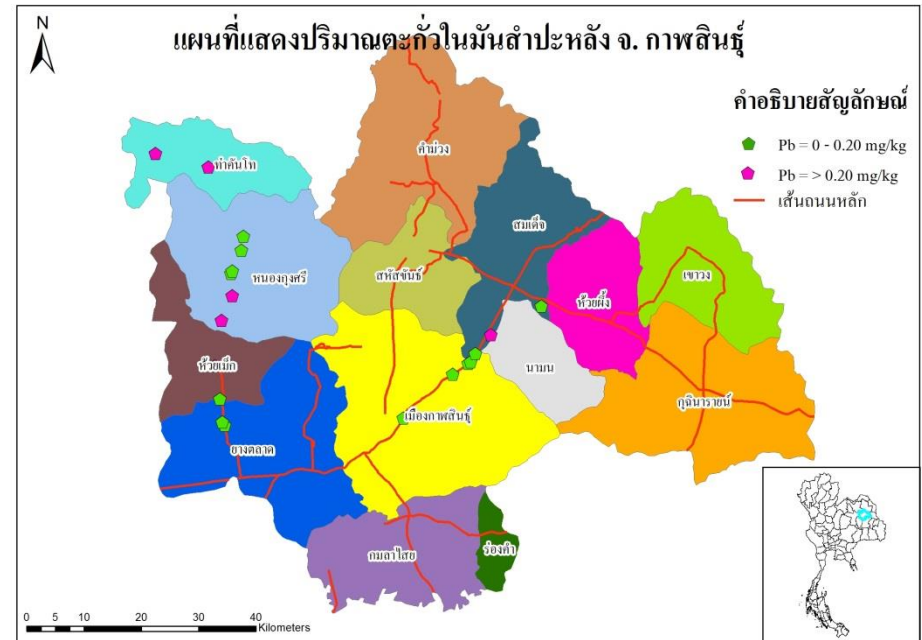 แผนที่แสดงปริมาณตะกั่วในมันสำปะหลัง จ. กาฬสินธุ์
N
คำอธิบายสัญลักษณ์
Pb = 0 - 0.20 mg/kg
Pb = > 0.20 mg/kg
เส้นถนนหลัก
คำม่วง
ท่าคันโท
สมเด็จ
หนองกุงศรี
สหัสขันธ์
เขาวง
ห้วยผึ้ง
ห้วยเม็ก
นามน
กุฉินารายน์
เมืองกาฬสินธุ์
ยางตลาด
กมลาไสย
ร่องคำ
0 5 10 20 30 40
Kilometers